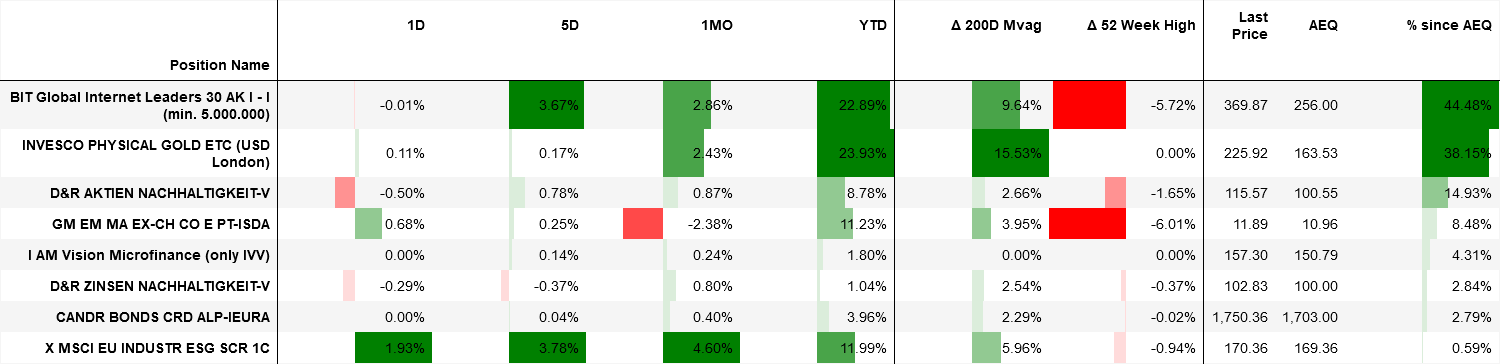 Position Name 1D 5D 1MO YTD Δ 200D Mvag Δ 52 Week High Last Price AEQ % since AEQ
BIT Global Internet Leaders 30 AK I - I (min. 5.000.000) -0.01% 3.67% 2.86% 22.89% 9.64% -5.72% 369.87 256.00 44.48%
INVESCO PHYSICAL GOLD ETC (USD London) 0.11% 0.17% 2.43% 23.93% 15.53% 0.00% 225.92 163.53 38.15%
D&R AKTIEN NACHHALTIGKEIT-V -0.50% 0.78% 0.87% 8.78% 2.66% -1.65% 115.57 100.55 14.93%
GM EM MA EX-CH CO E PT-ISDA 0.68% 0.25% -2.38% 11.23% 3.95% -6.01% 11.89 10.96 8.48%
I AM Vision Microfinance (only IVV) 0.00% 0.14% 0.24% 1.80% 0.00% 0.00% 157.30 150.79 4.31%
D&R ZINSEN NACHHALTIGKEIT-V -0.29% -0.37% 0.80% 1.04% 2.54% -0.37% 102.83 100.00 2.84%
CANDR BONDS CRD ALP-IEURA 0.00% 0.04% 0.40% 3.96% 2.29% -0.02% 1,750.36 1,703.00 2.79%
X MSCI EU INDUSTR ESG SCR 1C 1.93% 3.78% 4.60% 11.99% 5.96% -0.94% 170.36 169.36 0.59%